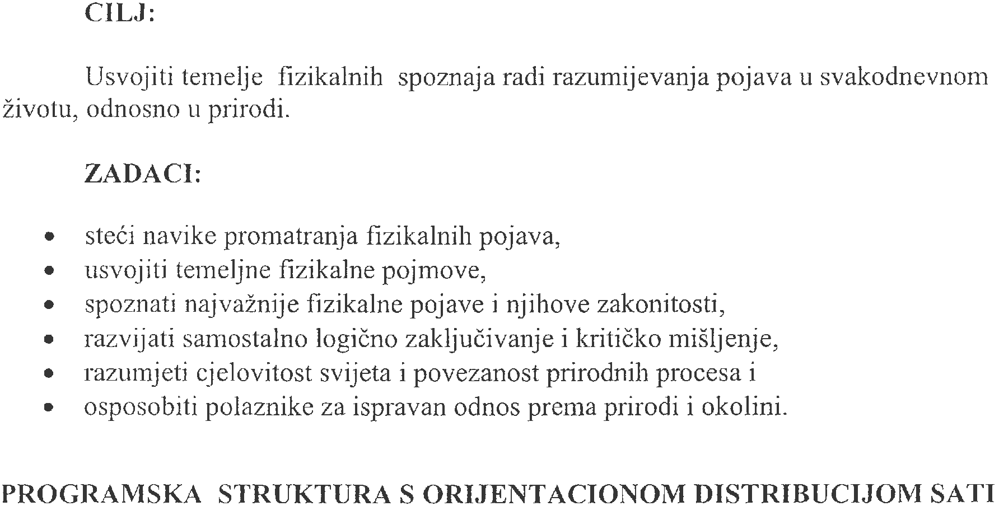 CILJ:
Usvojiti temelje fizikalnih spoznaja radi razumijevanja pojava u svakodnevnom
životu, odnosno u prirodi.
ZADACI:
• steći navike promatranja fizikalnih pojava,
• usvojiti temeljne fizikalne pojmove,
• spoznati najvažnije fizikalne pojave i njihove zakonitosti,
• razvijati samostalno logično zaključivanje i kritičko mišljenje,
• razumjeti cjelovitost svijeta i povezanost prirodnih procesa i
• osposobiti polaznike za ispravan odnos prema prirodi i okolini.
PROGRAMSKA STRUKTURA S ORIJENTACIONOM DISTRIBUCIJOM SATI